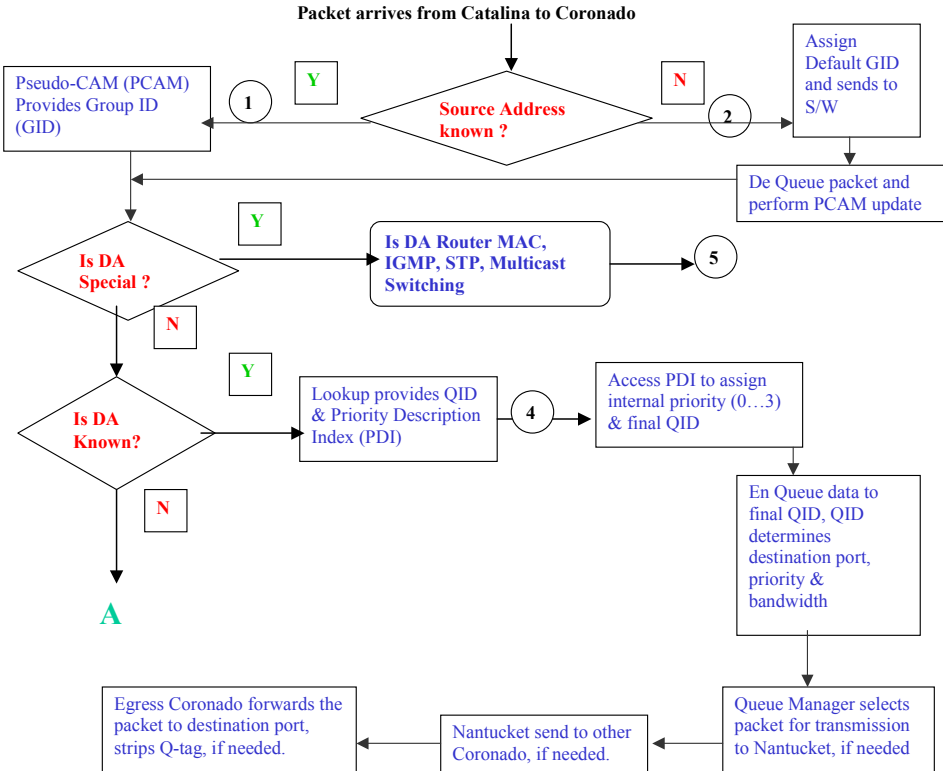 Packet arrives from Catalina to Coronado
Pseudo-CAM (PCAM)
Provides Group ID
(GID)
1
Y
Source Address
known ?
N
2
Assign
Default GID
and sends to
S/W
De Queue packet and
perform PCAM update
Is DA
Special ?
Y
Is DA Router MAC,
IGMP, STP, Multicast
Switching
5
N
Is DA
Known?
Y
Lookup provides QID
& Priority Description
Index (PDI)
4
Access PDI to assign
internal priority (0…3)
& final QID
N
A
En Queue data to
final QID, QID
determines
destination port,
priority &
bandwidth
Queue Manager selects
packet for transmission
to Nantucket, if needed
Nantucket send to other
Coronado, if needed.
Egress Coronado forwards the
packet to destination port,
strips Q-tag, if needed.